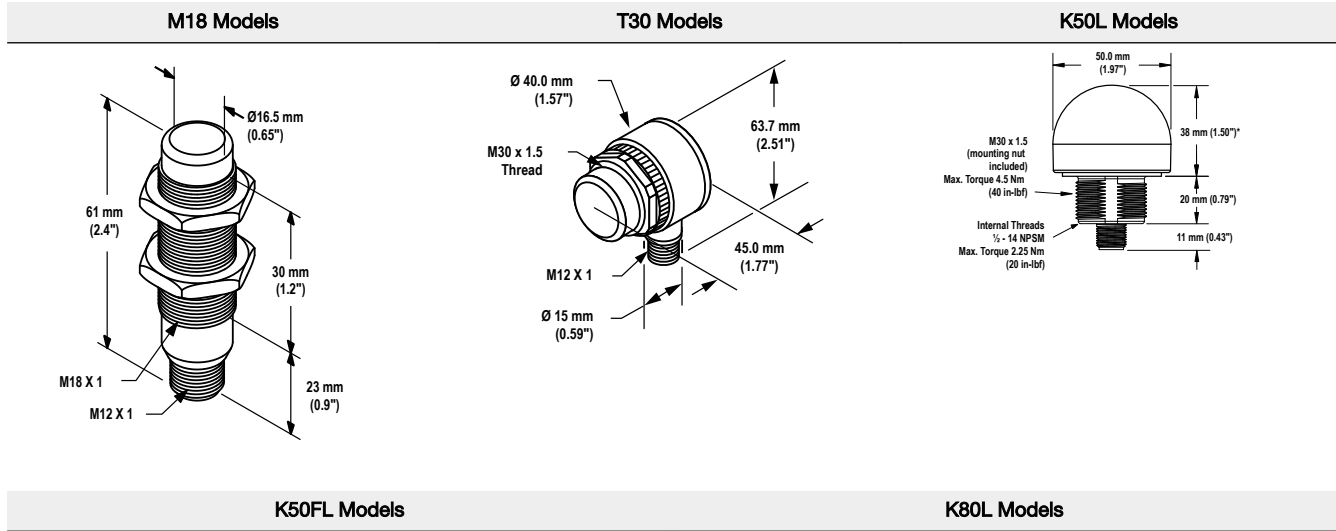 M18 Models
T30 Models
K50L Models
Ø16.5 mm
(0.65")
61 mm
(2.4")
30 mm
(1.2")
M18 X 1
M12 X 1
23 mm
(0.9")
Ø 40.0 mm
(1.57")
M30 x 1.5
Thread
63.7 mm
(2.51")
45.0 mm
(1.77")
M12 X 1
Ø 15 mm
(0.59")
50.0 mm
(1.97")
38 mm (1.50")*
M30 x 1.5
(mounting nut
included)
Max. Torque 4.5 Nm
(40 in-lbf)
20 mm (0.79")
Internal Threads
½ - 14 NPSM
Max. Torque 2.25 Nm
(20 in-lbf)
11 mm (0.43")
K50FL Models
K80L Models